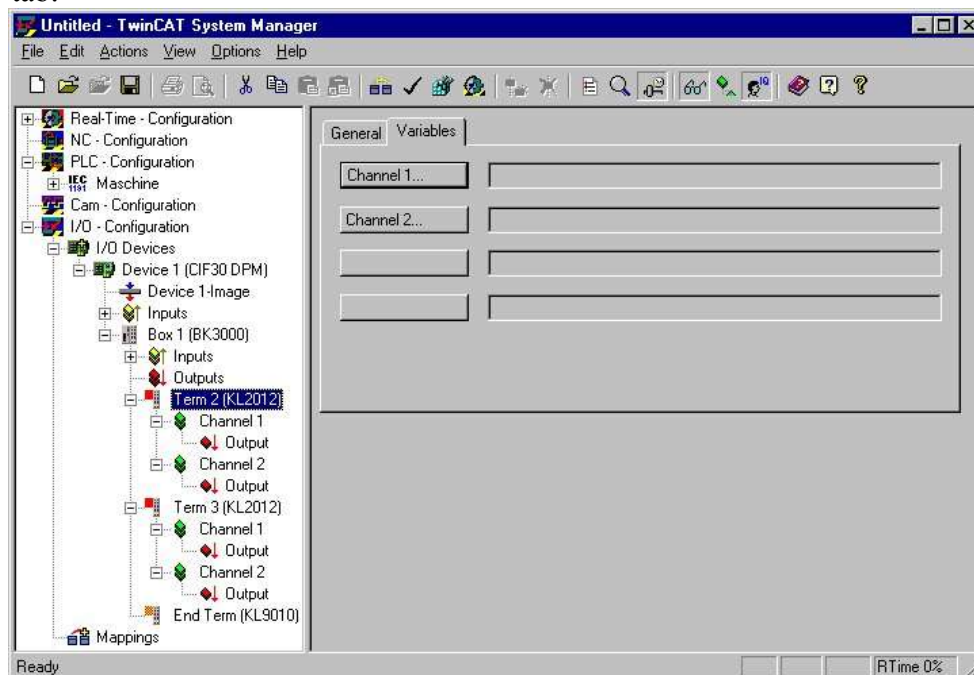 tab.
Untitled - TwinCAT System Manager
File Edit Actions View Options Help
Real-Time - Configuration
NC - Configuration
PLC - Configuration
IEC 1131 Maschine
Cam - Configuration
I/O - Configuration
I/O Devices
Device 1 (CIF30 DPM)
Device 1-Image
Inputs
Box 1 (BK3000)
Inputs
Outputs
Term 2 (KL2012)
Channel 1
Output
Channel 2
Output
Term 3 (KL2012)
Channel 1
Output
Channel 2
Output
End Term (KL9010)
Mappings
General Variables
Channel 1...
Channel 2...
Ready RTime 0%